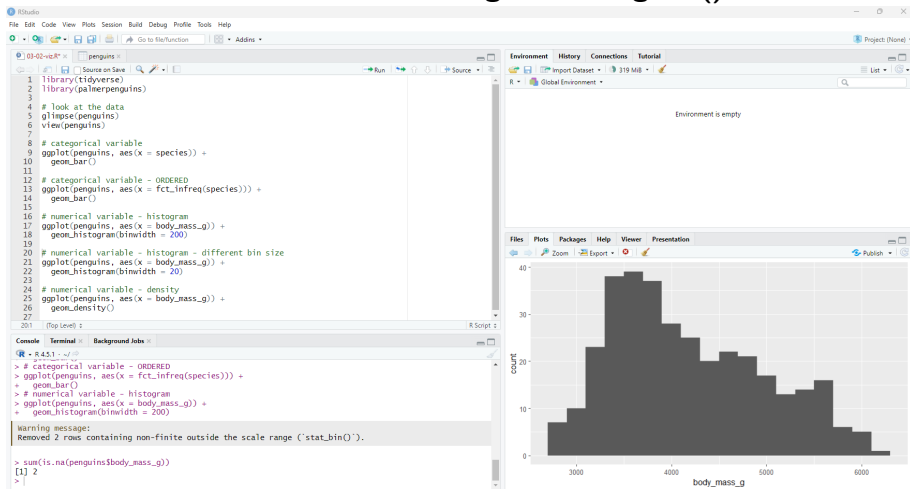 RStudio
File Edit Code View Plots Session Build Debug Profile Tools Help
Go to file/function Addins Project: (None)
03-02-viz.R* penguins
Source on Save Run Source
1 library(tidyverse)
2 library(palmerpenguins)
3
4 # look at the data
5 glimpse(penguins)
6 view(penguins)
7
8 # categorical variable
9 ggplot(penguins, aes(x = species)) +
10 geom_bar()
11
12 # categorical variable - ORDERED
13 ggplot(penguins, aes(x = fct_infreq(species))) +
14 geom_bar()
15
16 # numerical variable - histogram
17 ggplot(penguins, aes(x = body_mass_g)) +
18 geom_histogram(binwidth = 200)
19
20 # numerical variable - histogram - different bin size
21 ggplot(penguins, aes(x = body_mass_g)) +
22 geom_histogram(binwidth = 20)
23
24 # numerical variable - density
25 ggplot(penguins, aes(x = body_mass_g)) +
26 geom_density()
27
20:1 (Top Level) R Script
Console Terminal Background Jobs
R 4.5.1 · ~/
> # categorical variable - ORDERED
> ggplot(penguins, aes(x = fct_infreq(species))) +
+ geom_bar()
> # numerical variable - histogram
> ggplot(penguins, aes(x = body_mass_g)) +
+ geom_histogram(binwidth = 200)
Warning message:
Removed 2 rows containing non-finite outside the scale range (`stat_bin()`).
> sum(is.na(penguins$body_mass_g))
[1] 2
>
Environment History Connections Tutorial
Import Dataset 319 MiB List
R Global Environment
Environment is empty
Files Plots Packages Help Viewer Presentation
Zoom Export Publish
40
30
20
10
0
count
3000 4000 5000 6000
body_mass_g